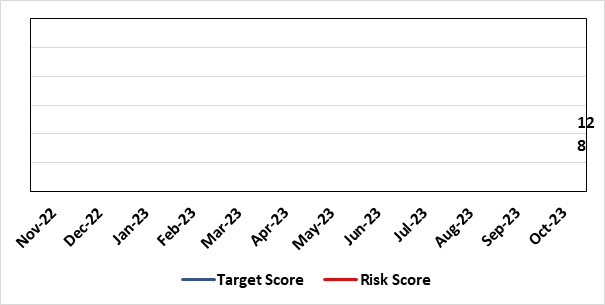 12
8
Nov-22
Dec-22
Jan-23
Feb-23
Mar-23
Apr-23
May-23
Jun-23
Jul-23
Aug-23
Sep-23
Oct-23
Target Score
Risk Score